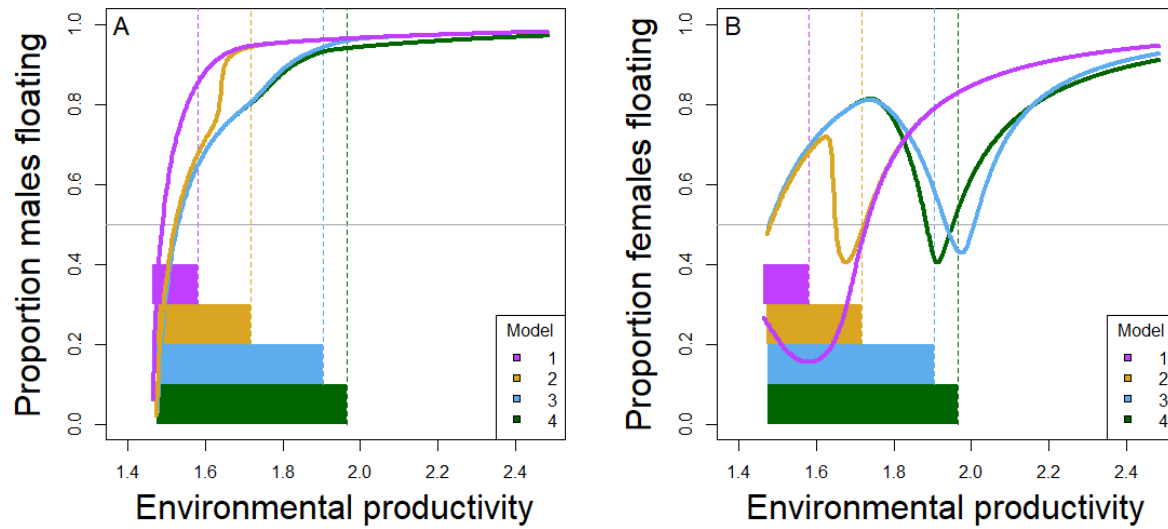 A
Proportion males floating
1.0
0.8
0.6
0.4
0.2
0.0
Model
1
2
3
4
1.4 1.6 1.8 2.0 2.2 2.4
Environmental productivity
B
Proportion females floating
1.0
0.8
0.6
0.4
0.2
0.0
Model
1
2
3
4
1.4 1.6 1.8 2.0 2.2 2.4
Environmental productivity